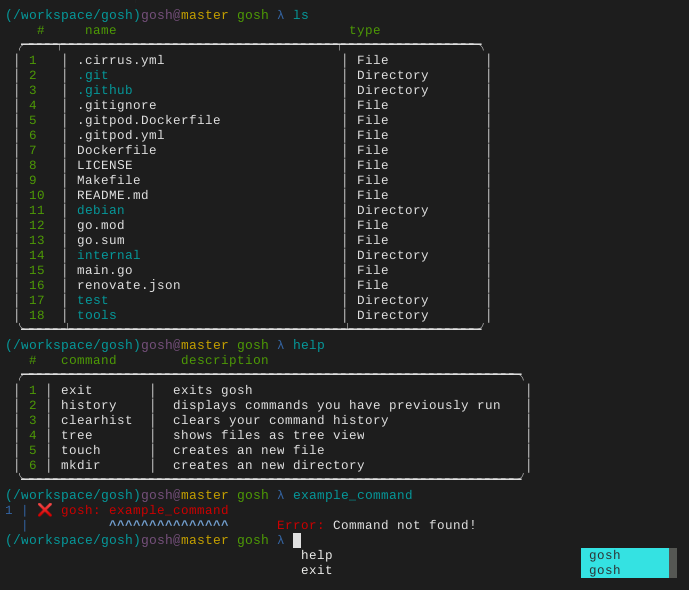 (/workspace/gosh)gosh@master gosh λ ls
# name type
1 .cirrus.yml File
2 .git Directory
3 .github Directory
4 .gitignore File
5 .gitpod.Dockerfile File
6 .gitpod.yml File
7 Dockerfile File
8 LICENSE File
9 Makefile File
10 README.md File
11 debian Directory
12 go.mod File
13 go.sum File
14 internal Directory
15 main.go File
16 renovate.json File
17 test Directory
18 tools Directory
(/workspace/gosh)gosh@master gosh λ help
# command description
1 exit exits gosh
2 history displays commands you have previously run
3 clearhist clears your command history
4 tree shows files as tree view
5 touch creates an new file
6 mkdir creates an new directory
(/workspace/gosh)gosh@master gosh λ example_command
1 | ❌ gosh: example_command
| ^^^^^^^^^^^^^^^ Error: Command not found!
(/workspace/gosh)gosh@master gosh λ
help gosh
exit gosh